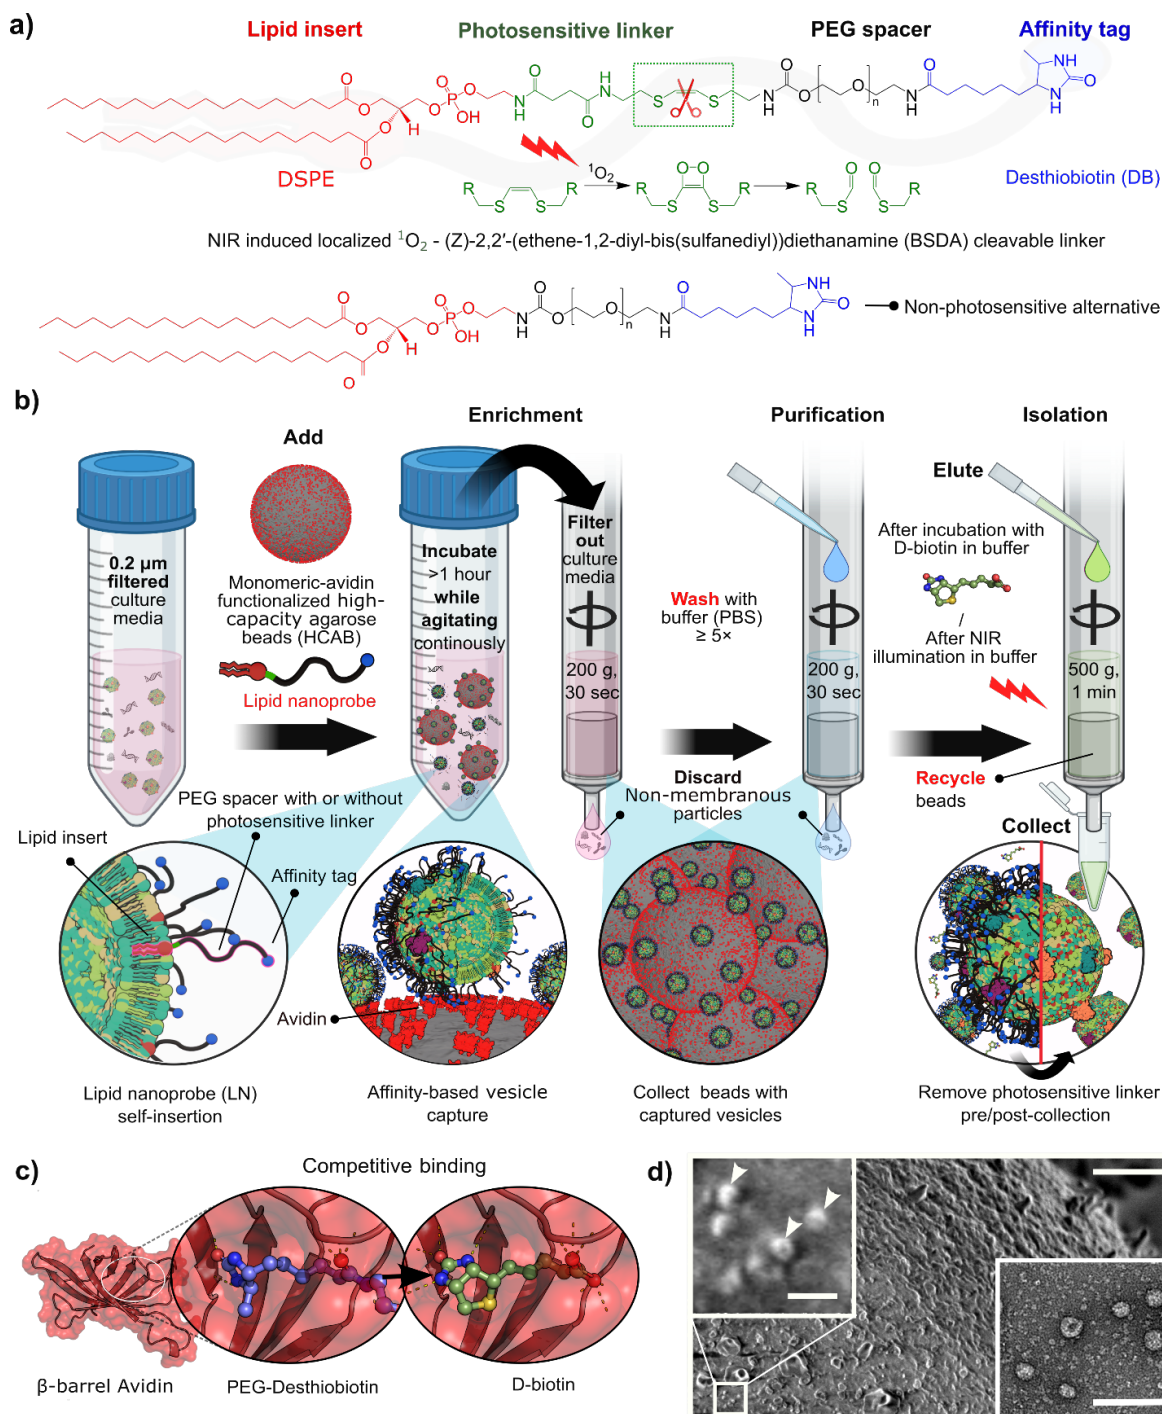 a)
Lipid insert
Photosensitive linker
PEG spacer
Affinity tag
DSPE
¹O₂
Desthiobiotin (DB)
NIR induced localized ¹O₂ - (Z)-2,2′-(ethene-1,2-diyl-bis(sulfanediyl))diethanamine (BSDA) cleavable linker
Non-photosensitive alternative
b)
Enrichment
Purification
Isolation
Add
Elute
0.2 µm
filtered
culture
media
Monomeric-avidin
functionalized high-
capacity agarose
beads (HCAB)
Lipid nanoprobe
Incubate
>1 hour
while
agitating
continously
Filter
out
culture
media
200 g,
30 sec
Wash with
buffer (PBS)
≥ 5×
200 g,
30 sec
After incubation with
D-biotin in buffer
/
After NIR
illumination in buffer
500 g,
1 min
Discard
Non-membranous
particles
Recycle
beads
Collect
PEG spacer with or without
photosensitive linker
Lipid insert
Affinity tag
Avidin
Lipid nanoprobe (LN)
self-insertion
Affinity-based vesicle
capture
Collect beads with
captured vesicles
Remove photosensitive linker
pre/post-collection
c)
Competitive binding
β-barrel Avidin
PEG-Desthiobiotin
D-biotin
d)